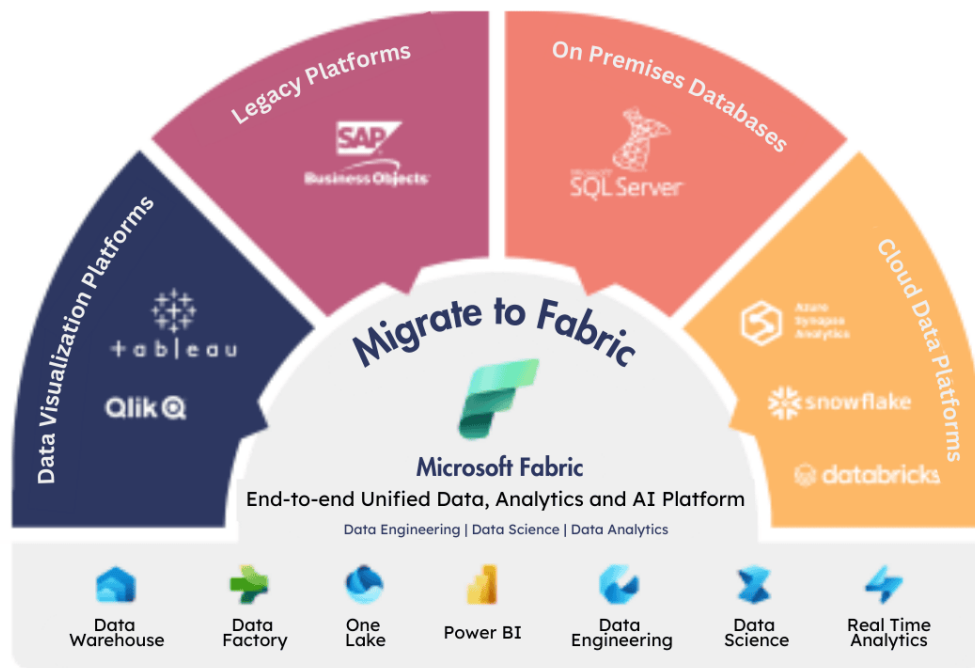 Data Visualization Platforms
+ableau
Qlik Q
Legacy Platforms
SAP
Business Objects
On Premises Databases
SQL Server
Cloud Data Platforms
Azure
Synapse
Analytics
snowflake
databricks
Migrate to Fabric
Microsoft Fabric
End-to-end Unified Data, Analytics and AI Platform
Data Engineering | Data Science | Data Analytics
Data
Warehouse
Data
Factory
One
Lake
Power BI
Data
Engineering
Data
Science
Real Time
Analytics